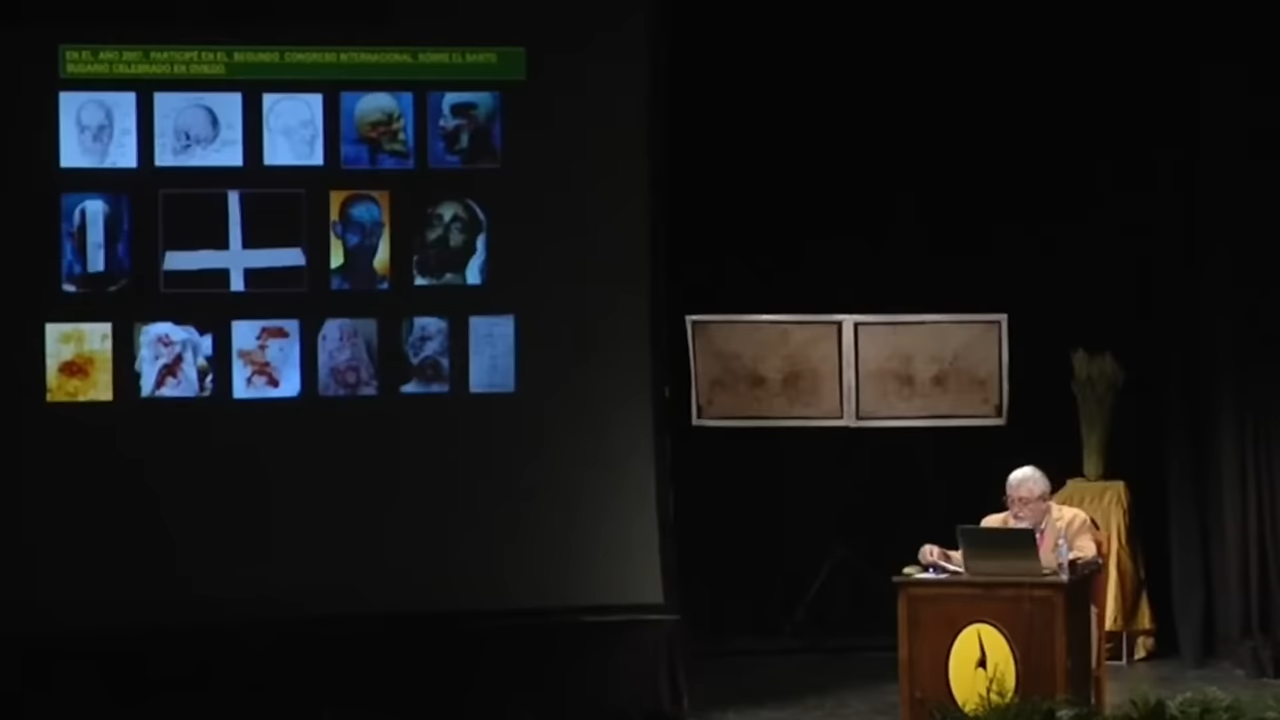 EN EL AÑO 2007, PARTICIPÉ EN EL SEGUNDO CONGRESO INTERNACIONAL SOBRE EL SANTO
SUDARIO CELEBRADO EN OVIEDO.